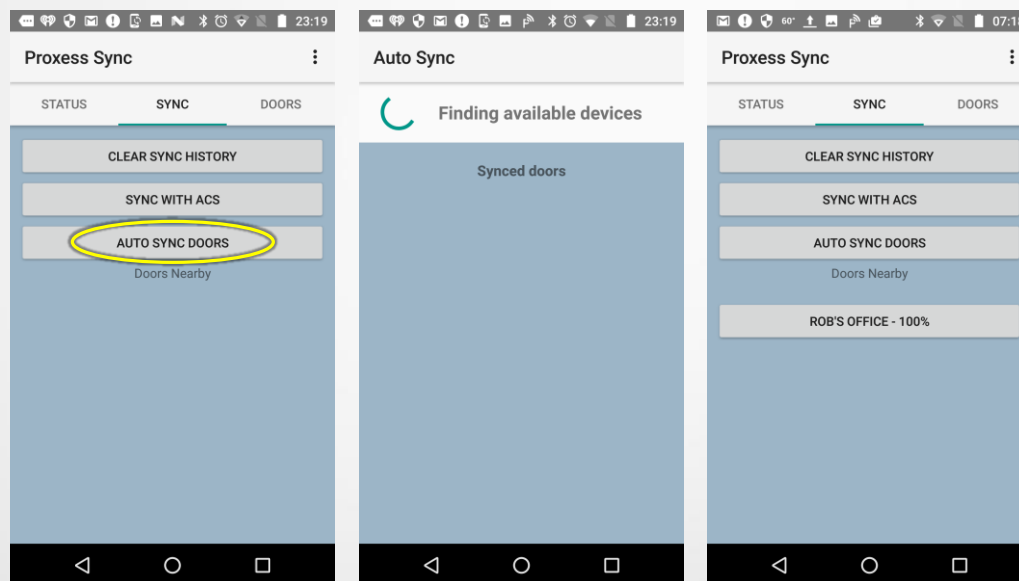 23:19
Proxess Sync
STATUS
SYNC
DOORS
CLEAR SYNC HISTORY
SYNC WITH ACS
AUTO SYNC DOORS
Doors Nearby
23:19
Auto Sync
Finding available devices
Synced doors
60°
Proxess Sync
STATUS
SYNC
DOORS
CLEAR SYNC HISTORY
SYNC WITH ACS
AUTO SYNC DOORS
Doors Nearby
ROB'S OFFICE - 100%